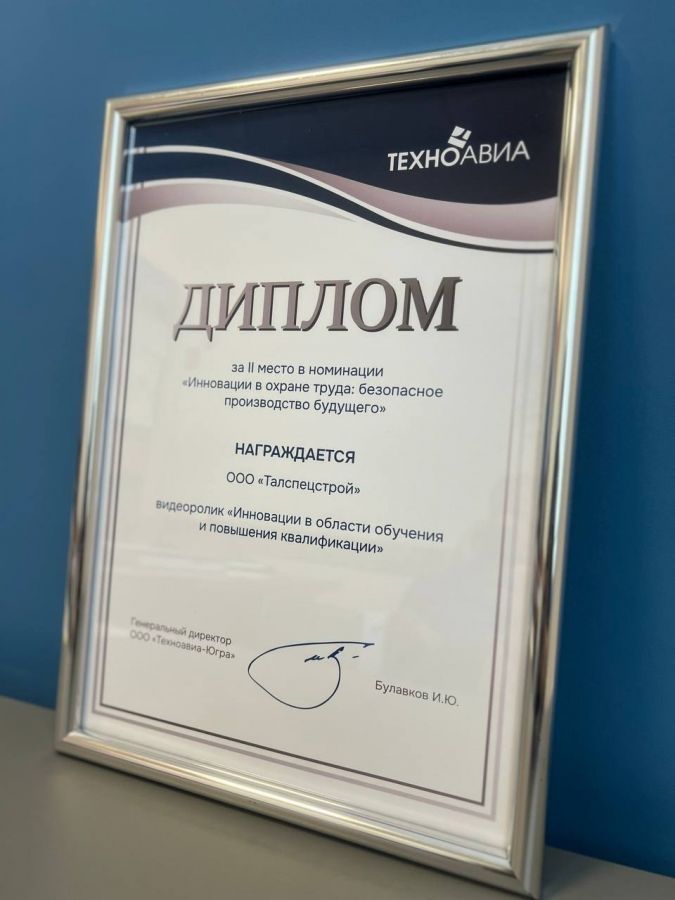 ТЕХНОАВИА
ДИПЛОМ
за II место в номинации
«Инновации в охране труда: безопасное
производство будущего»
НАГРАЖДАЕТСЯ
ООО «Талспецстрой»
видеоролик «Инновации в области обучения
и повышения квалификации»
Генеральный директор
ООО «Техноавиа-Югра»
Булавков И.Ю.